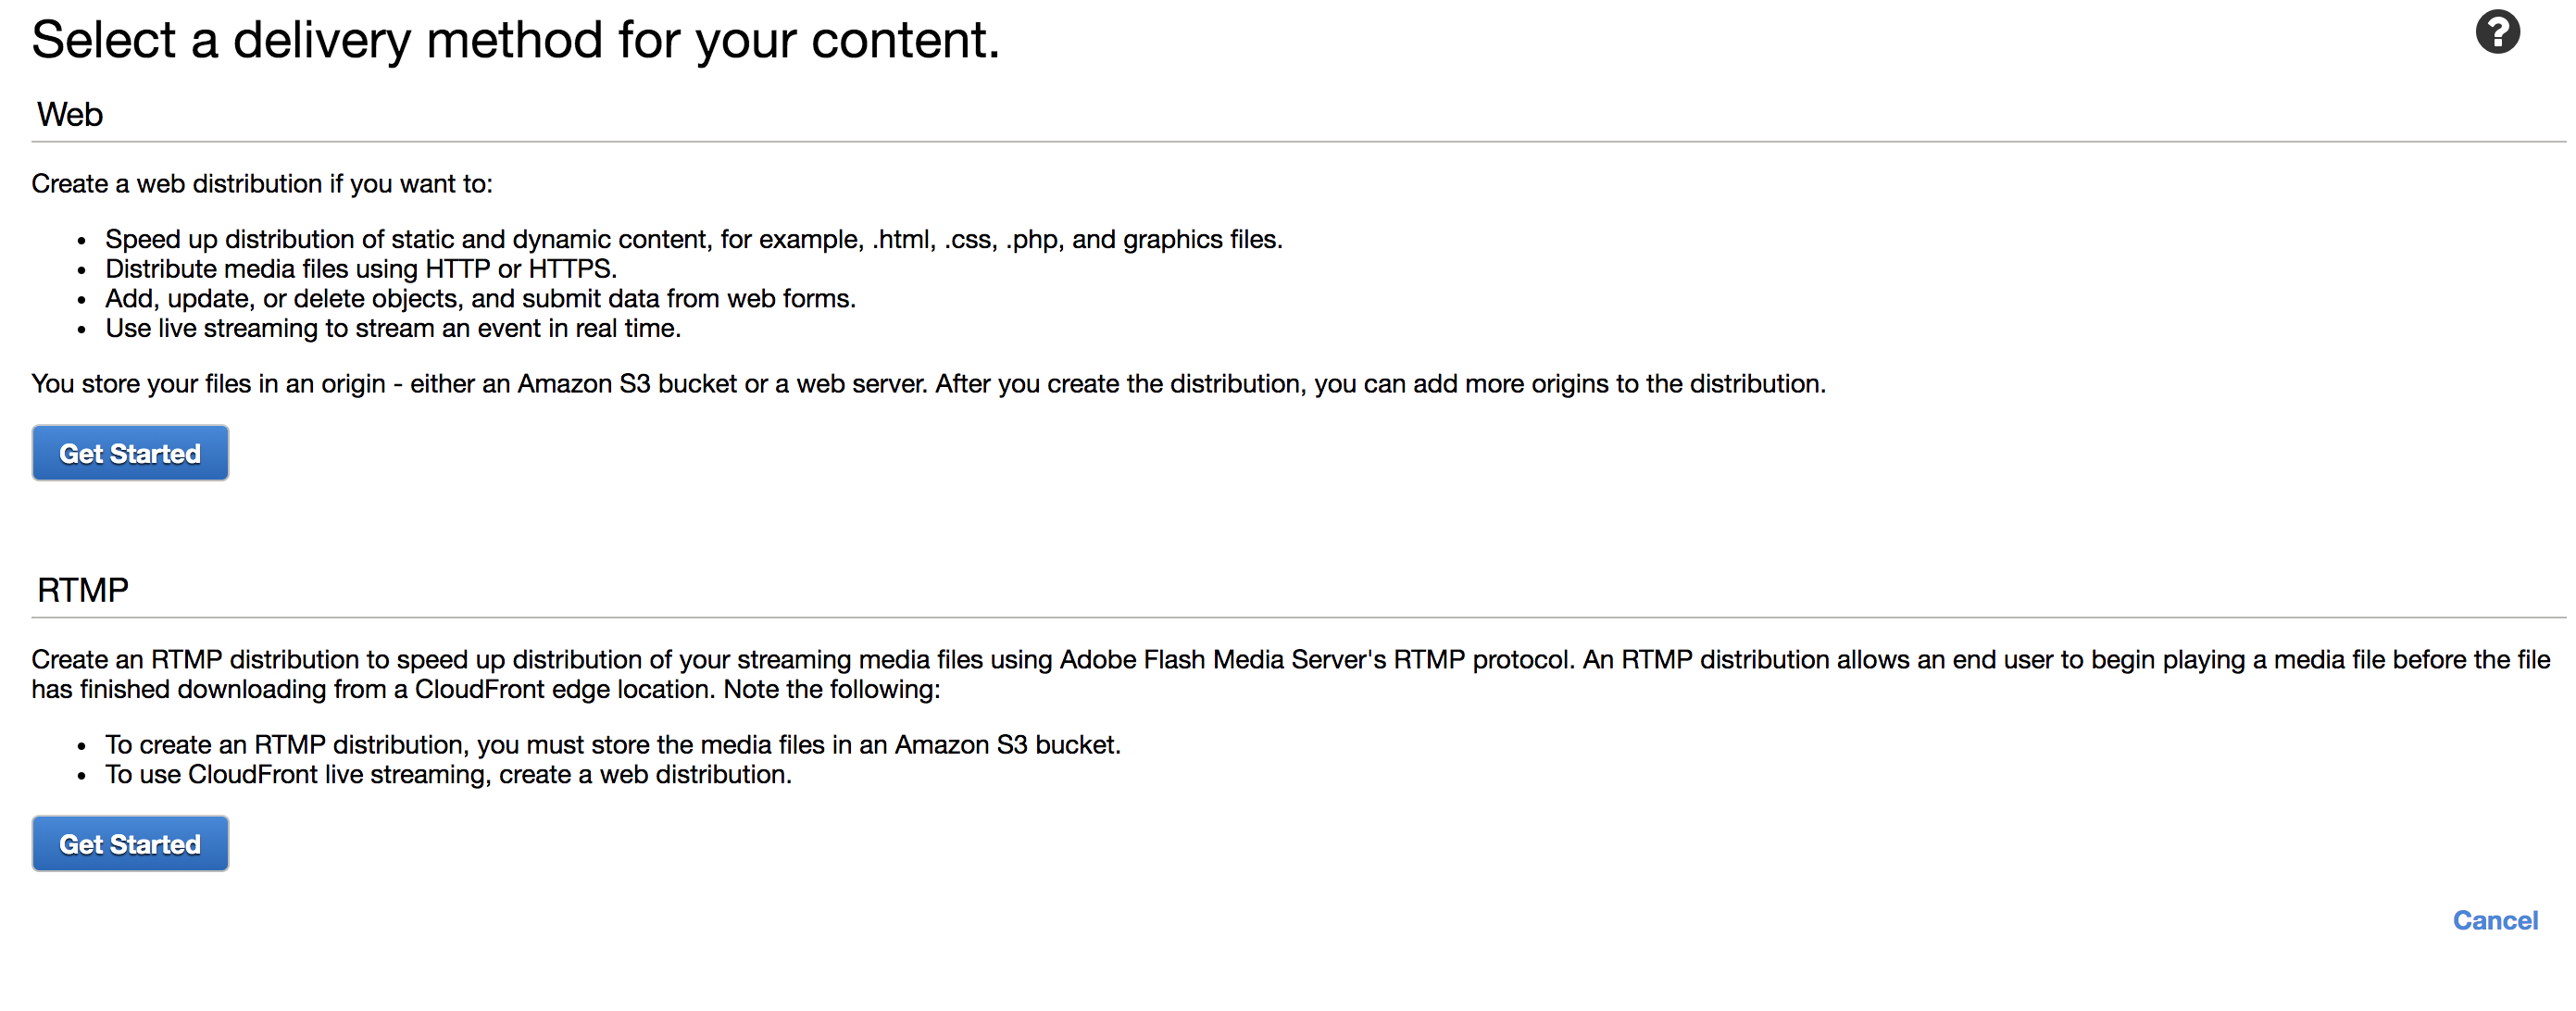 Select a delivery method for your content.
?
Web
Create a web distribution if you want to:
• Speed up distribution of static and dynamic content, for example, .html, .css, .php, and graphics files.
• Distribute media files using HTTP or HTTPS.
• Add, update, or delete objects, and submit data from web forms.
• Use live streaming to stream an event in real time.
You store your files in an origin - either an Amazon S3 bucket or a web server. After you create the distribution, you can add more origins to the distribution.
Get Started
RTMP
Create an RTMP distribution to speed up distribution of your streaming media files using Adobe Flash Media Server's RTMP protocol. An RTMP distribution allows an end user to begin playing a media file before the file
has finished downloading from a CloudFront edge location. Note the following:
• To create an RTMP distribution, you must store the media files in an Amazon S3 bucket.
• To use CloudFront live streaming, create a web distribution.
Get Started
Cancel